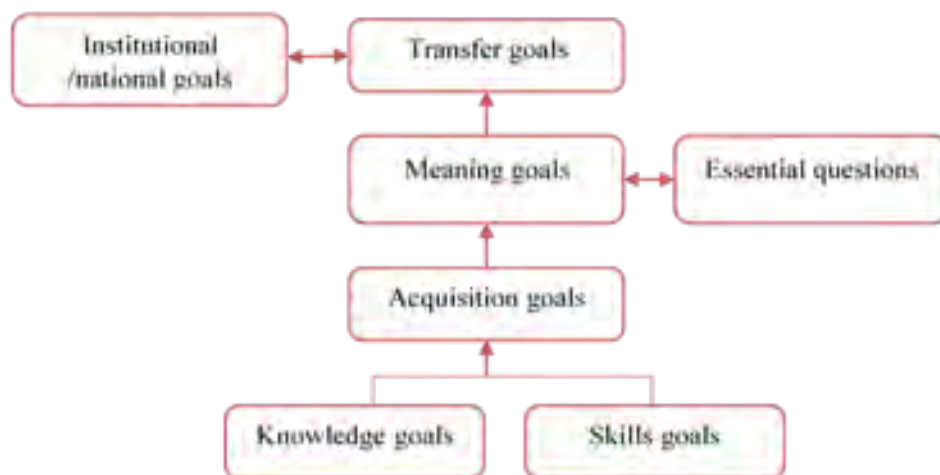 Institutional
/national goals
Transfer goals
Meaning goals
Essential questions
Acquisition goals
Knowledge goals
Skills goals